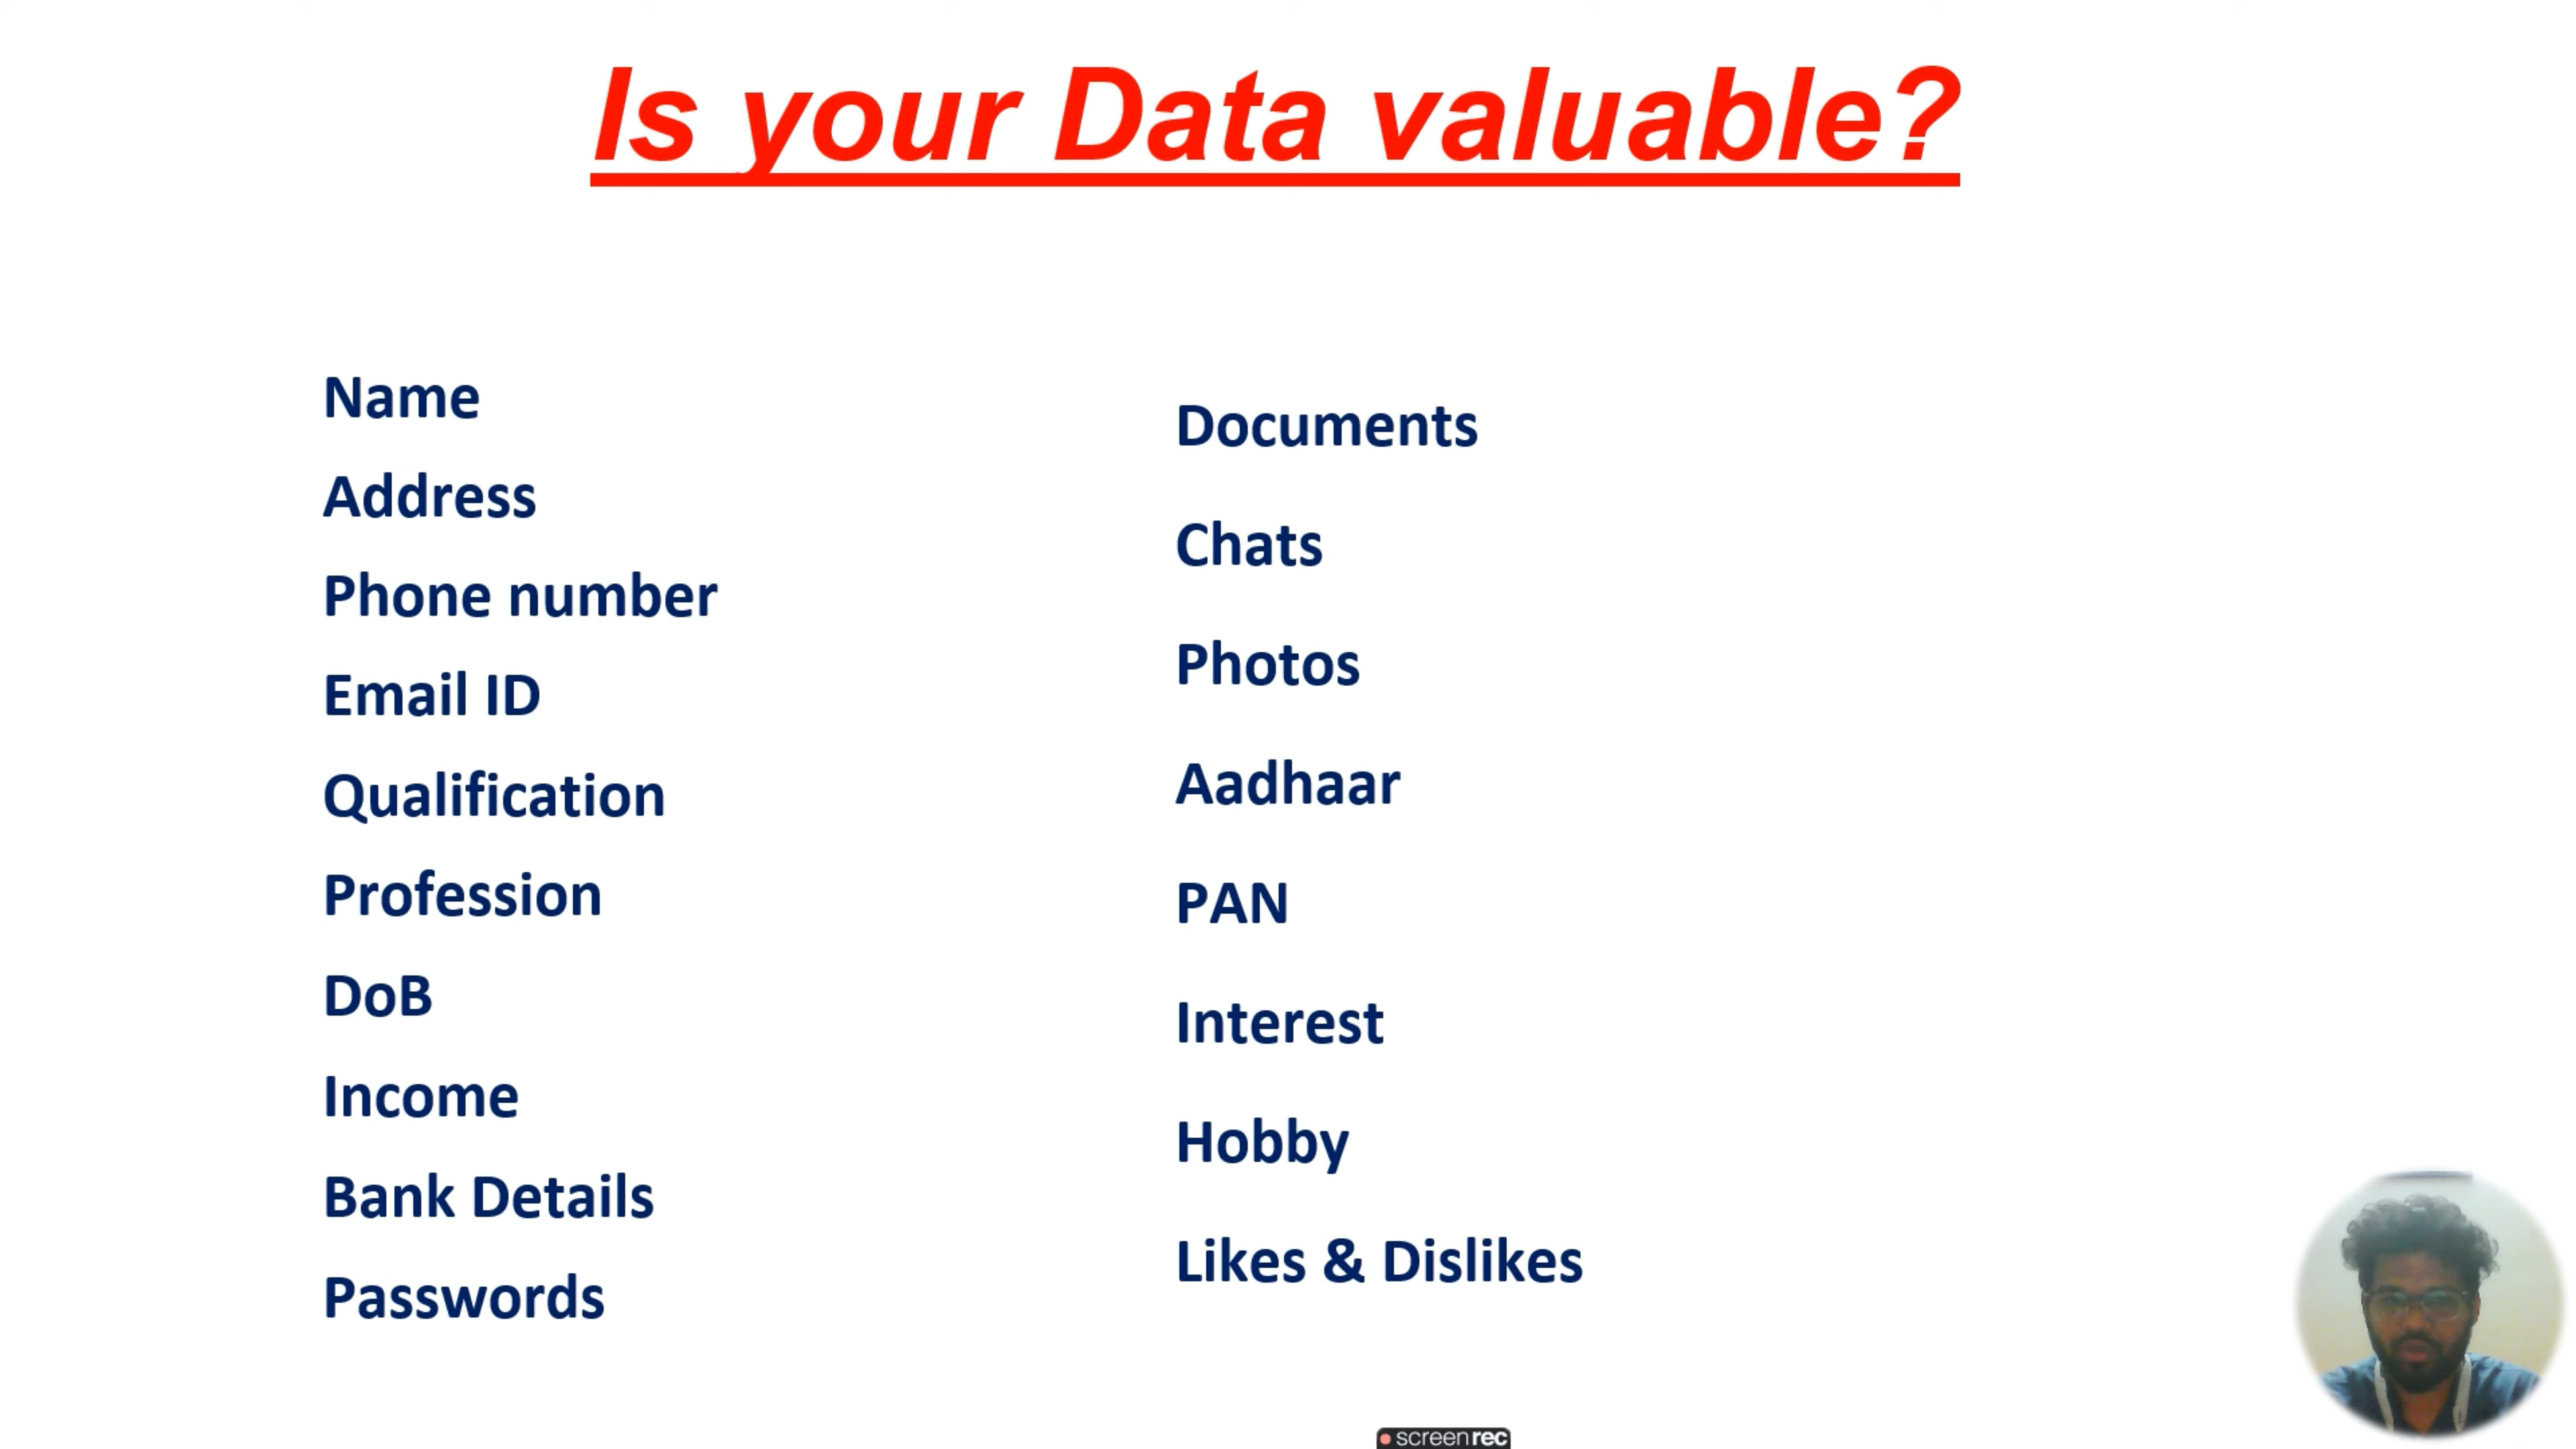 Is your Data valuable?
Name
Address
Phone number
Email ID
Qualification
Profession
DoB
Income
Bank Details
Passwords
Documents
Chats
Photos
Aadhaar
PAN
Interest
Hobby
Likes & Dislikes
screenrec